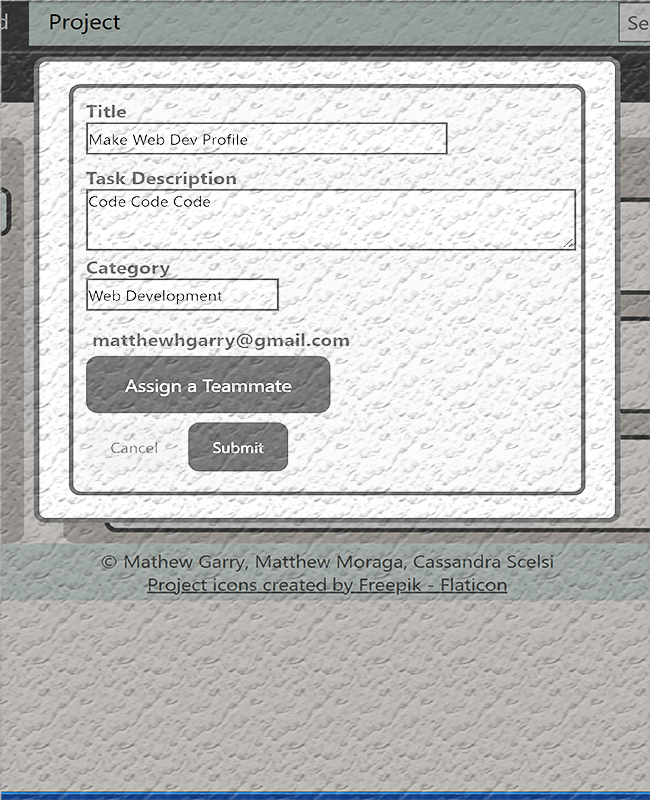 d Project Se
Title
Make Web Dev Profile
Task Description
Code Code Code
Category
Web Development
matthewhgarry@gmail.com
Assign a Teammate
Cancel Submit
© Mathew Garry, Matthew Moraga, Cassandra Scelsi
Project icons created by Freepik - Flaticon